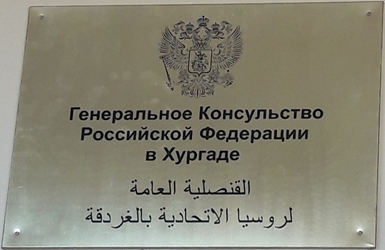 Генеральное Консульство
Российской Федерации
в Хургаде
القنصلية العامة
لروسيا الاتحادية بالغردقة